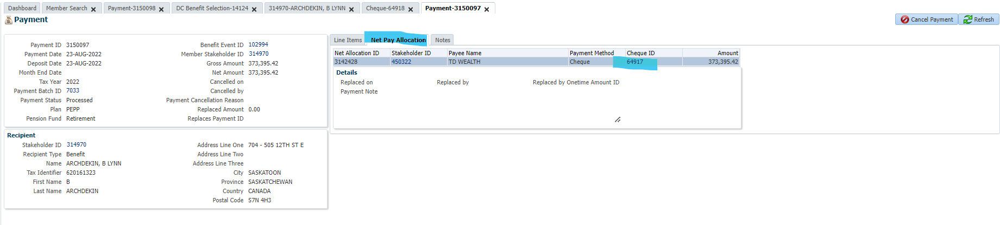 Dashboard Member Search Payment-3150098 DC Benefit Selection-14124 314970-ARCHDEKIN, B LYNN Cheque-64918 Payment-3150097
Payment Cancel Payment Refresh
Payment ID 3150097 Benefit Event ID 102994
Payment Date 23-AUG-2022 Member Stakeholder ID 314970
Deposit Date 23-AUG-2022 Gross Amount 373,395.42
Month End Date Net Amount 373,395.42
Tax Year 2022 Cancelled on
Payment Batch ID 7033 Cancelled by
Payment Status Processed Payment Cancellation Reason
Plan PEPP Replaced Amount 0.00
Pension Fund Retirement Replaces Payment ID
Line Items Net Pay Allocation Notes
Net Allocation ID Stakeholder ID Payee Name Payment Method Cheque ID Amount
3142428 450322 TD WEALTH Cheque 64917 373,395.42
Details
Replaced on Replaced by Replaced by Onetime Amount ID
Payment Note
Recipient
Stakeholder ID 314970 Address Line One 704 - 505 12TH ST E
Recipient Type Benefit Address Line Two
Name ARCHDEKIN, B LYNN Address Line Three
Tax Identifier 620161323 City SASKATOON
First Name B Province SASKATCHEWAN
Last Name ARCHDEKIN Country CANADA
Postal Code S7N 4H3